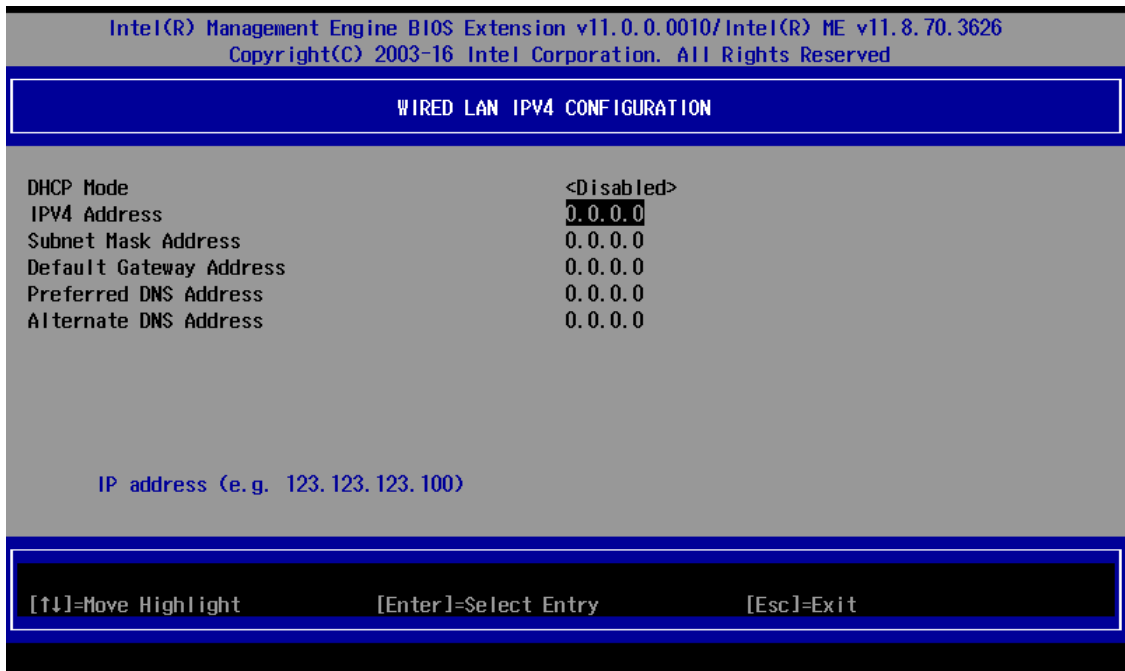 Intel(R) Management Engine BIOS Extension v11.0.0.0010/Intel(R) ME v11.8.70.3626
Copyright(C) 2003-16 Intel Corporation. All Rights Reserved
WIRED LAN IPV4 CONFIGURATION
DHCP Mode <Disabled>
IPV4 Address 0.0.0.0
Subnet Mask Address 0.0.0.0
Default Gateway Address 0.0.0.0
Preferred DNS Address 0.0.0.0
Alternate DNS Address 0.0.0.0
IP address (e.g. 123.123.123.100)
[↑↓]=Move Highlight [Enter]=Select Entry [Esc]=Exit